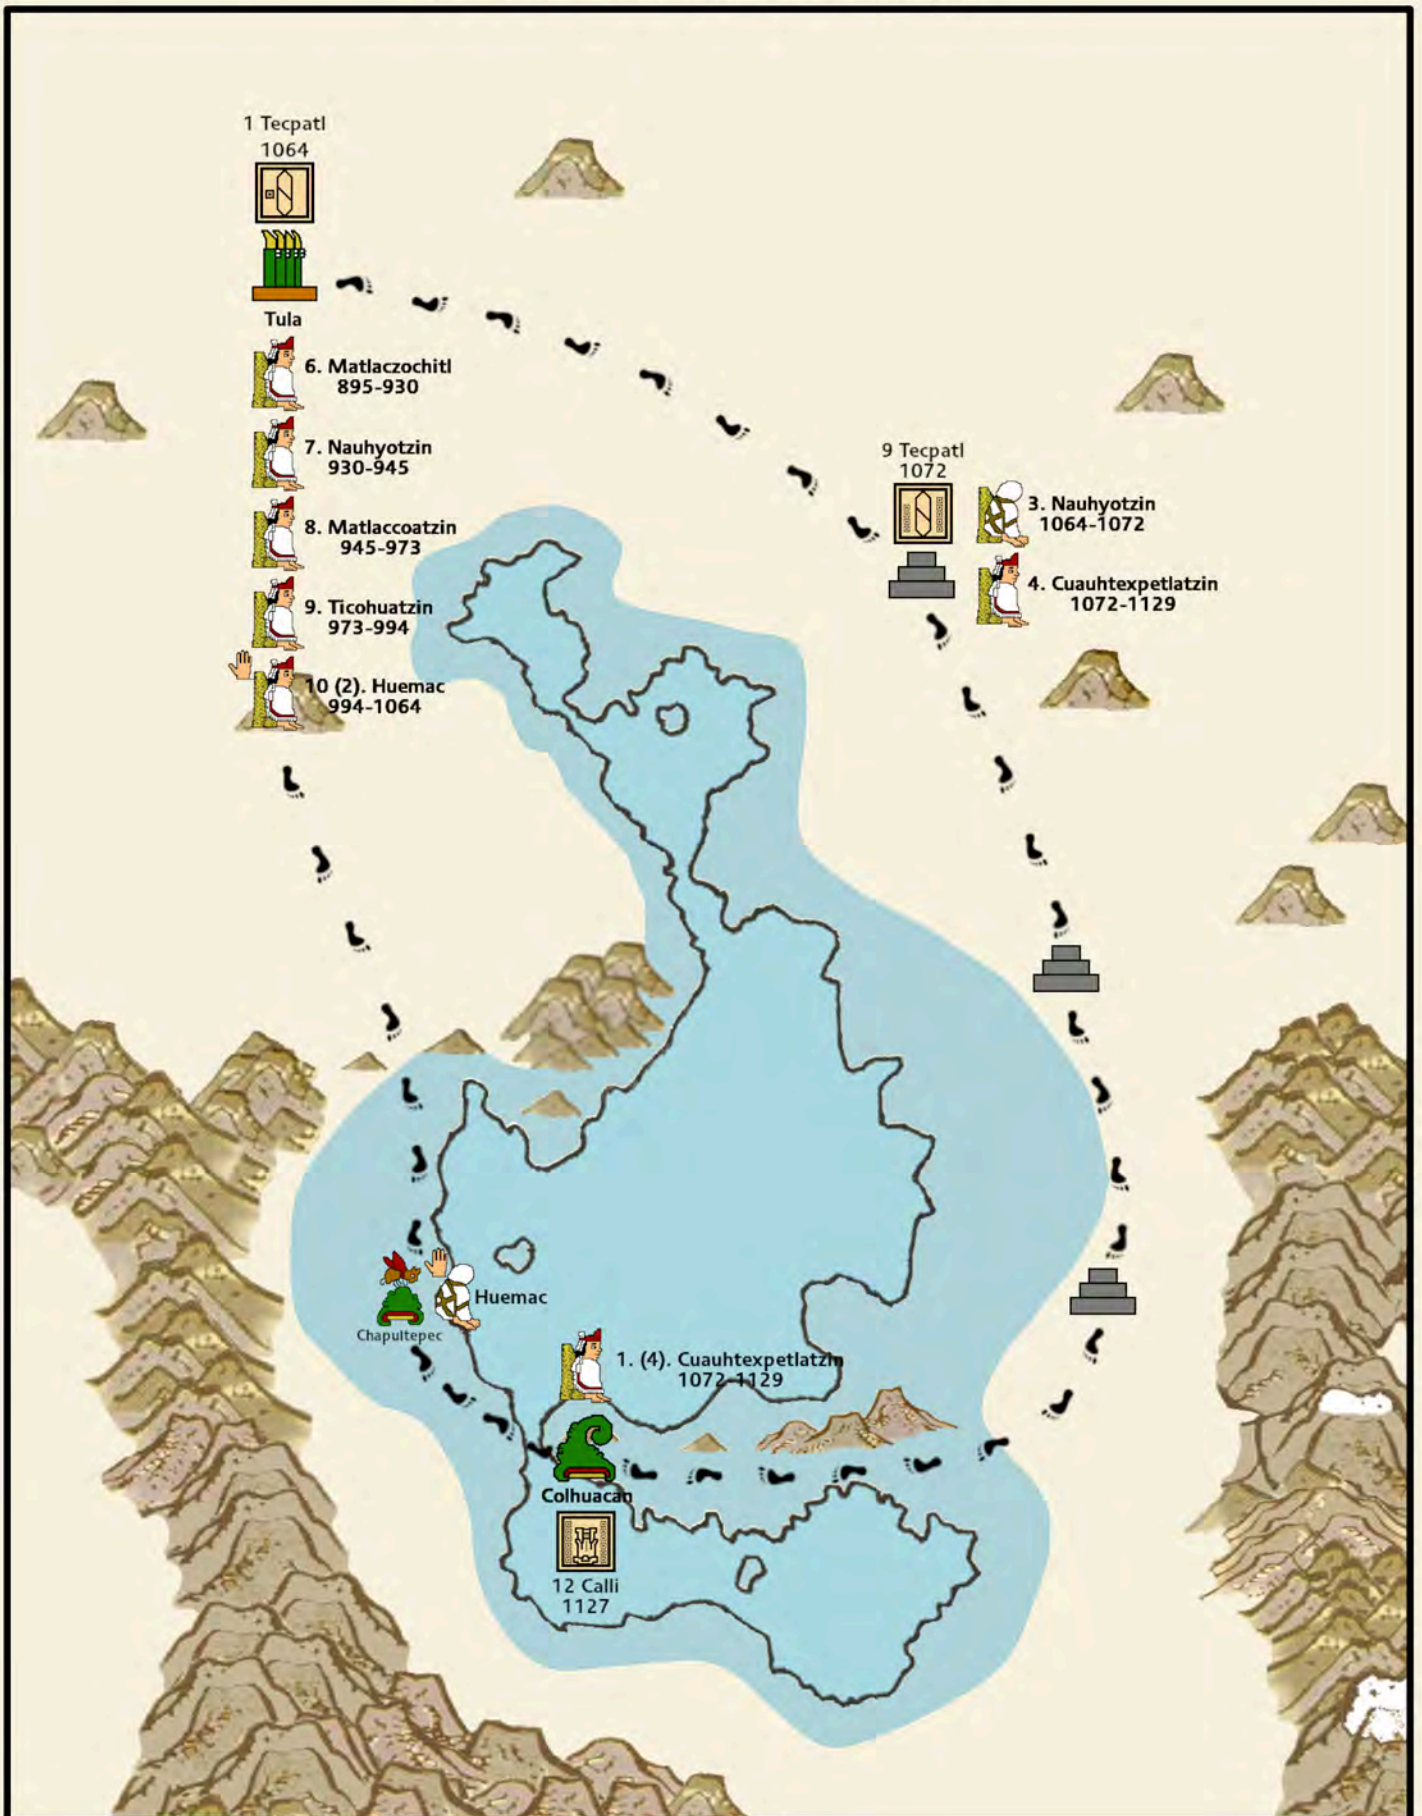 1 Tecpatl
1064
Tula
6. Matlaczochitl
895-930
7. Nauhyotzin
930-945
8. Matlaccoatzin
945-973
9. Ticohuatzin
973-994
10 (2). Huemac
994-1064
9 Tecpatl
1072
3. Nauhyotzin
1064-1072
4. Cuauhtexpetlatzin
1072-1129
Huemac
Chapultepec
1. (4). Cuauhtexpetlatzin
1072-1129
Colhuacan
12 Calli
1127